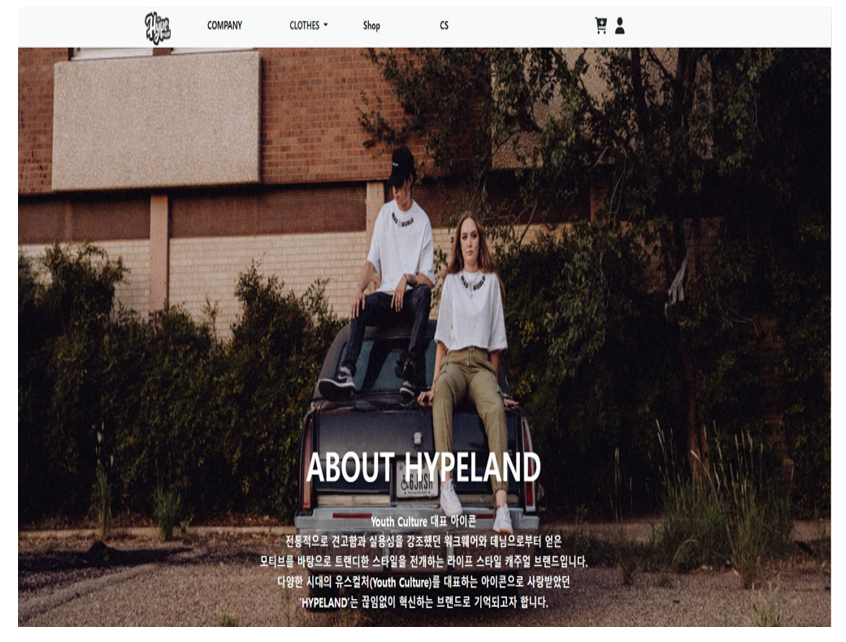 Hype
COMPANY CLOTHES Shop CS
WORLD
ABOUT HYPELAND
Youth Culture 대표 아이콘
전통적으로 견고함과 실용성을 강조했던 워크웨어와 데님으로부터 얻은
모티브를 바탕으로 트랜디한 스타일을 전개하는 라이프 스타일 캐주얼 브랜드입니다.
다양한 시대의 유스컬처(Youth Culture)를 대표하는 아이콘으로 사랑받았던
'HYPELAND'는 끊임없이 혁신하는 브랜드로 기억되고자 합니다.